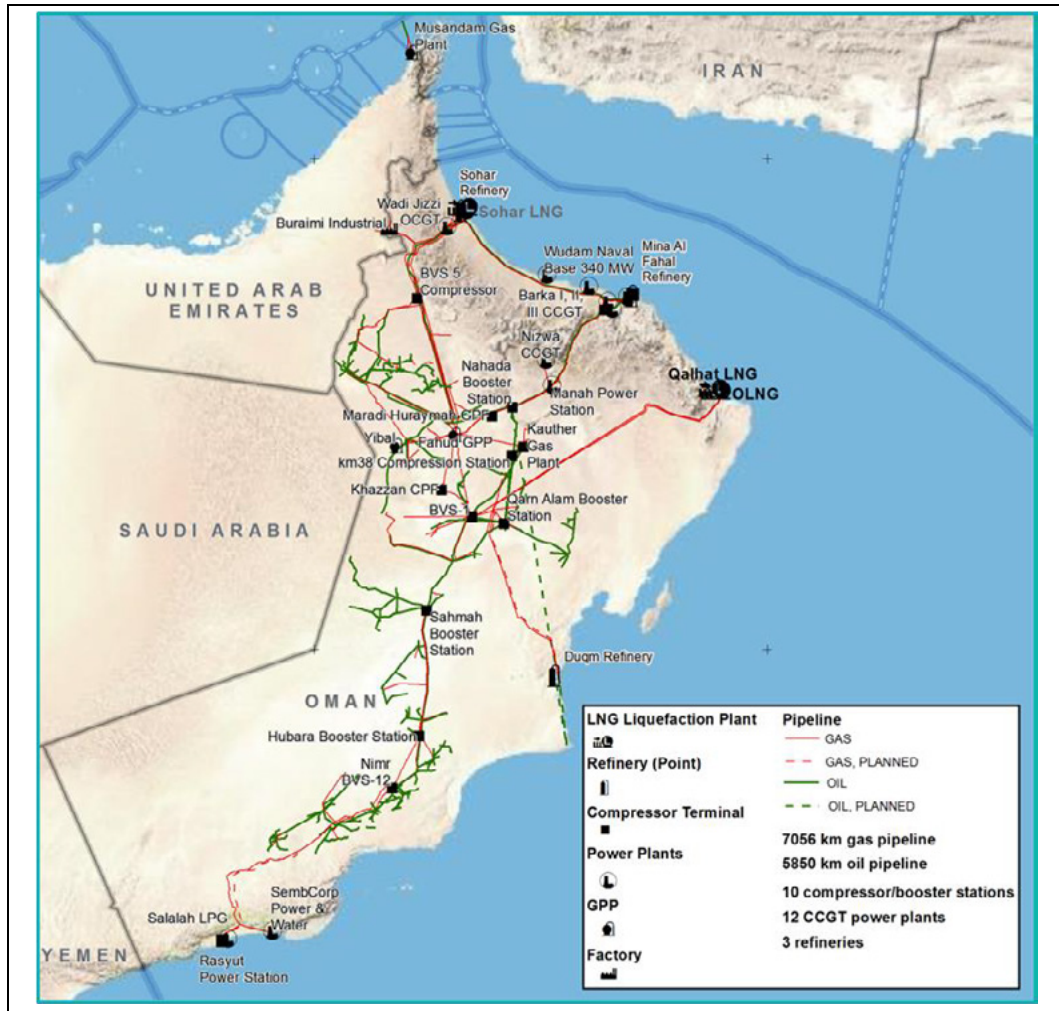 Musandam Gas
Plant
IRAN
Sohar
Refinery
Wadi Jizzi
OCGT
Sohar LNG
Buraimi Industrial
Wudam Naval
Base 340 MW
Mina Al
Fahal
Refinery
BVS 5
Compressor
UNITED ARAB
EMIRATES
Barka I, II,
III CCGT
Nizwa
CCGT
Nahada
Booster
Station
Qalhat LNG
OLNG
Manah Power
Station
Maradi Huraymah CPF
Kauther
Gas
Plant
Yibal
Fahud GPP
km38 Compression Station
Khazzan CPF
BVS-1
Qarn Alam Booster
Station
SAUDI ARABIA
Sahmah
Booster
Station
Duqm Refinery
OMAN
Hubara Booster Station
Nimr
BVS-12
SembCorp
Power &
Water
Salalah LPG
YEMEN
Rasyut
Power Station
LNG Liquefaction Plant
Refinery (Point)
Compressor Terminal
Power Plants
GPP
Factory
Pipeline
GAS
GAS, PLANNED
OIL
OIL, PLANNED
7056 km gas pipeline
5850 km oil pipeline
10 compressor/booster stations
12 CCGT power plants
3 refineries